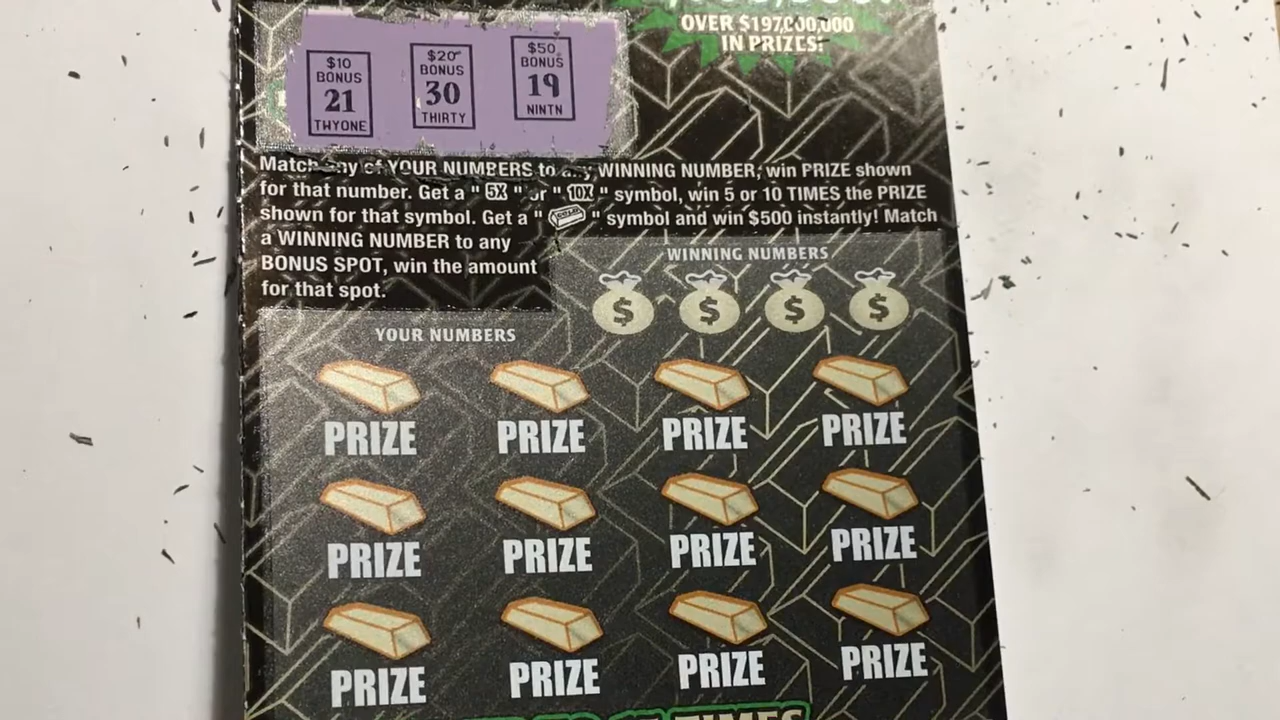 OVER $197,000,000
IN PRIZES!
$10
BONUS
21
TWYONE
$20
BONUS
30
THIRTY
$50
BONUS
19
NINTN
Match any of YOUR NUMBERS to any WINNING NUMBER, win PRIZE shown
for that number. Get a " 5X " or " 10X " symbol, win 5 or 10 TIMES the PRIZE
shown for that symbol. Get a " " symbol and win $500 instantly! Match
a WINNING NUMBER to any
BONUS SPOT, win the amount
for that spot.
WINNING NUMBERS
$ $ $ $
YOUR NUMBERS
PRIZE PRIZE PRIZE PRIZE
PRIZE PRIZE PRIZE PRIZE
PRIZE PRIZE PRIZE PRIZE
TIMES